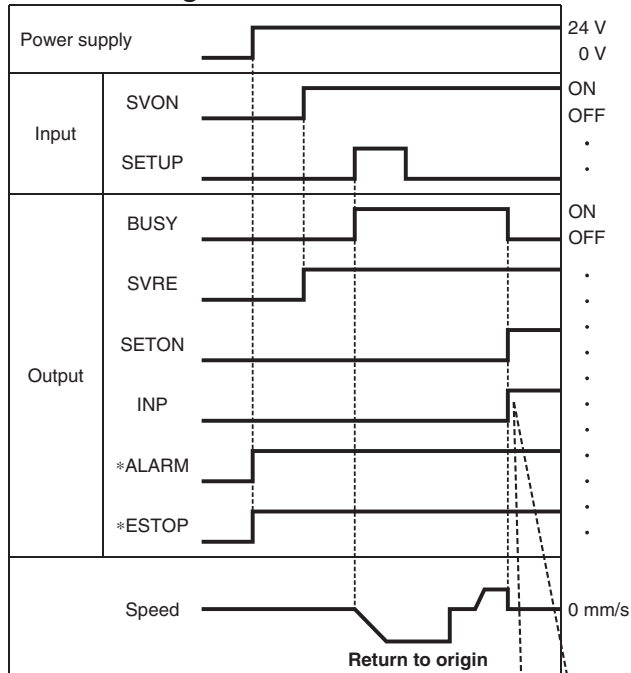 Power supply
24 V
0 V
Input
SVON
ON
OFF
SETUP
Output
BUSY
ON
OFF
SVRE
SETON
INP
*ALARM
*ESTOP
Speed
0 mm/s
Return to origin